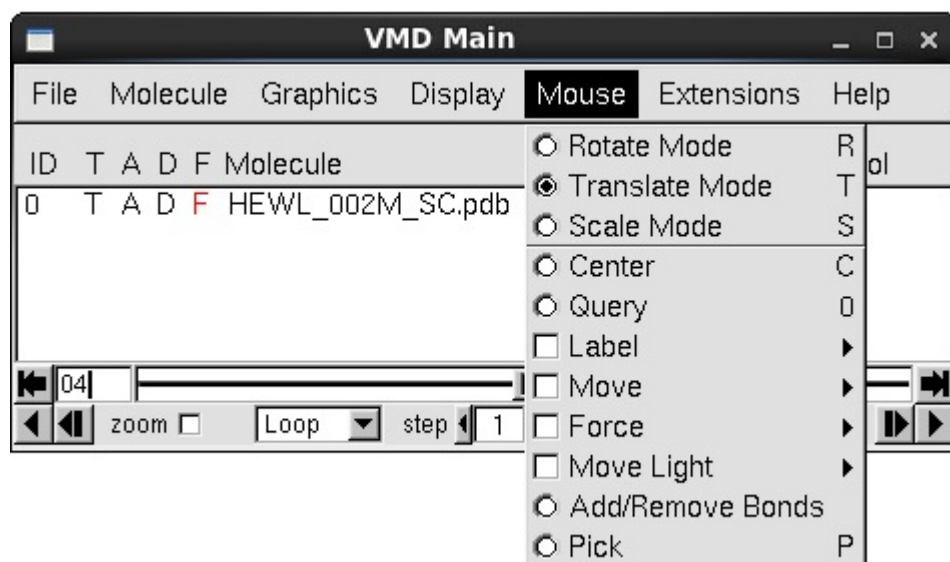 VMD Main
File Molecule Graphics Display Mouse Extensions Help
ID T A D F Molecule ol
0 T A D F HEWL_002M_SC.pdb
Rotate Mode R
Translate Mode T
Scale Mode S
Center C
Query 0
Label
Move
Force
Move Light
Add/Remove Bonds
Pick P
04
zoom Loop step 1